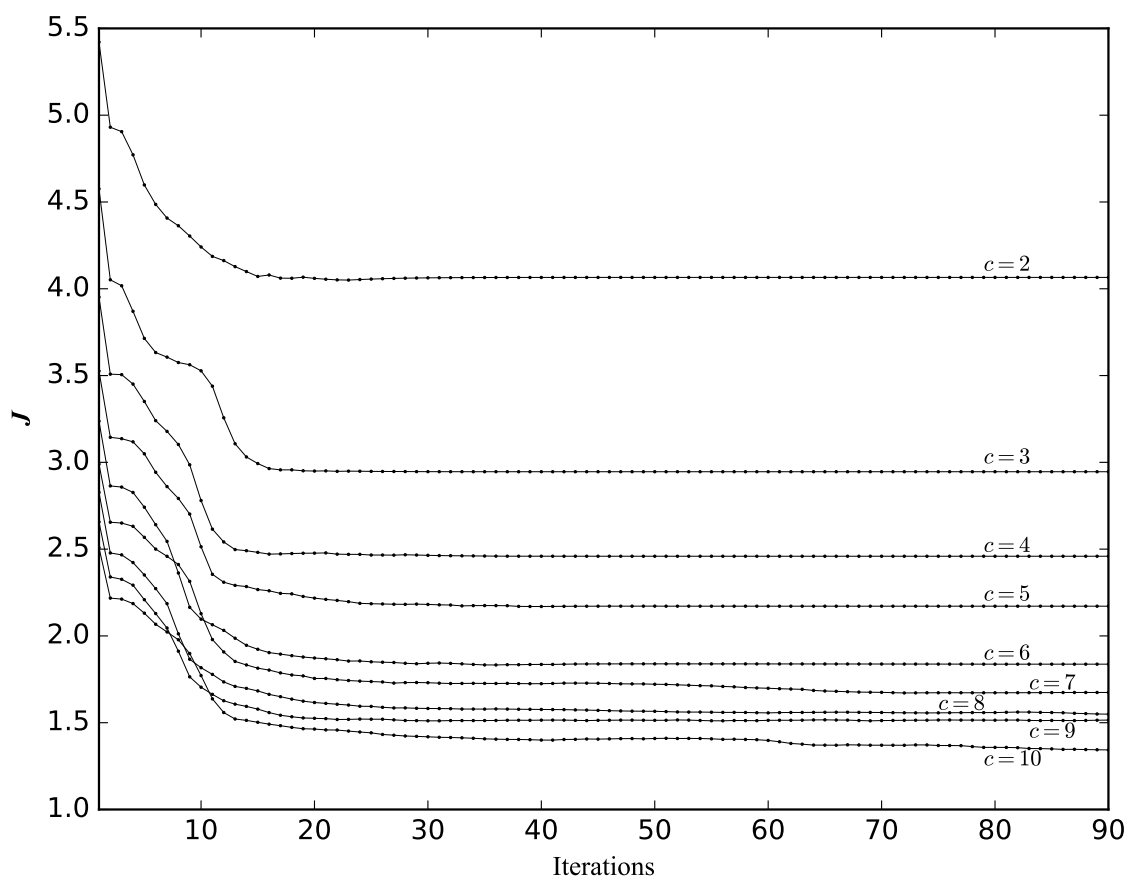 5.5
5.0
4.5
4.0
3.5
3.0
2.5
2.0
1.5
1.0
J
c = 2
c = 3
c = 4
c = 5
c = 6
c = 7
c = 8
c = 9
c = 10
10 20 30 40 50 60 70 80 90
Iterations